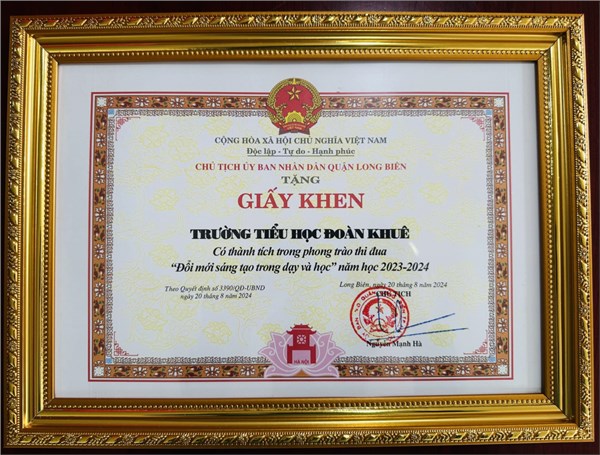 CỘNG HÒA XÃ HỘI CHỦ NGHĨA VIỆT NAM
Độc lập - Tự do - Hạnh phúc
CHỦ TỊCH ỦY BAN NHÂN DÂN QUẬN LONG BIÊN
TẶNG
GIẤY KHEN
TRƯỜNG TIỂU HỌC ĐOÀN KHUÊ
Có thành tích trong phong trào thi đua
“Đổi mới sáng tạo trong dạy và học” năm học 2023-2024
Theo Quyết định số 3390/QĐ-UBND
ngày 20 tháng 8 năm 2024
Long Biên, ngày 20 tháng 8 năm 2024
CHỦ TỊCH
Nguyễn Mạnh Hà
HÀ NỘI